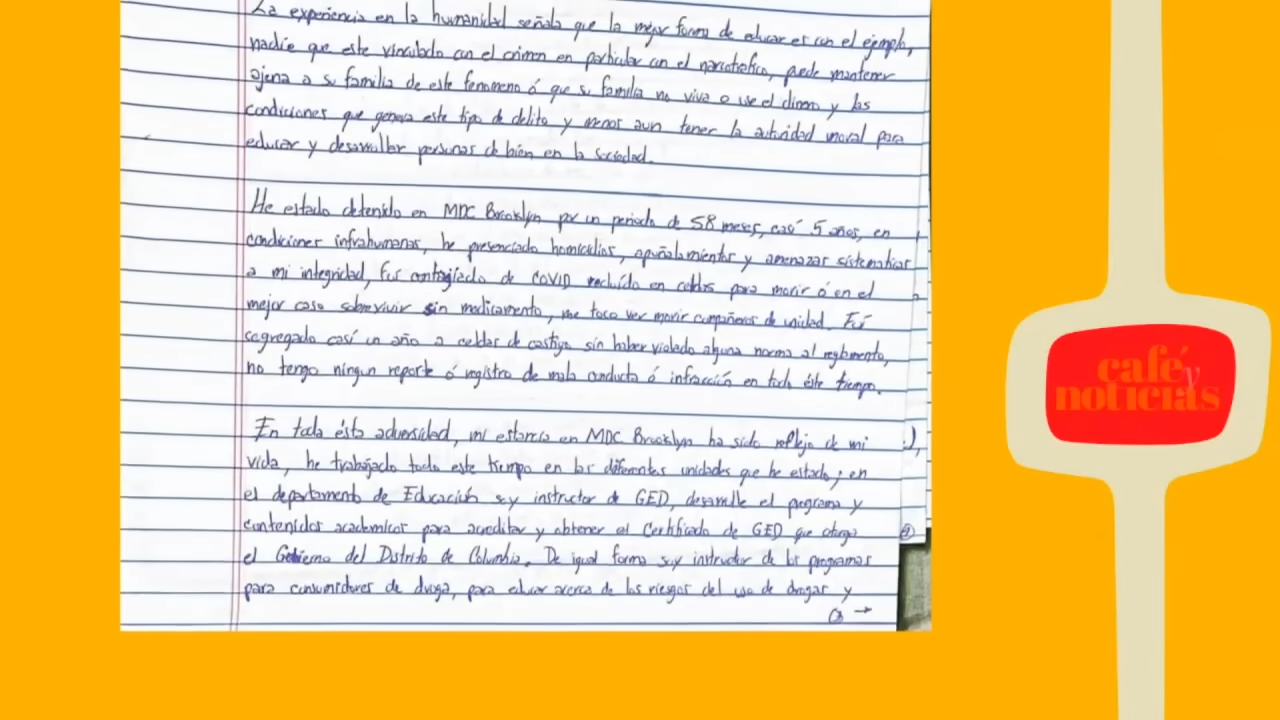 La experiencia en la humanidad señala que la mejor forma de educar es con el ejemplo,
nadie que este vinculado con el crimen en particular con el narcotrafico, puede mantener
ajena a su familia de este fenomeno ó que su familia no viva o use el dinero y las
condiciones que genera este tipo de delito y menos aun tener la autoridad moral para
educar y desarrollar personas de bien en la sociedad.
He estado detenido en MDC Brooklyn por un periodo de 58 meses, casí 5 años, en
condiciones infrahumanas, he presenciado homicidios, apuñalamientos y amenazas sistematicas
a mi integridad, fui contagiado de COVID recluído en celdas para morir ó en el
mejor caso sobrevivir sin medicamento, me toco ver morir compañeros de unidad. Fuí
segregado casí un año a celdas de castigo sin haber violado alguna norma al reglamento,
no tengo ningun reporte ó registro de mala conducta ó infracción en todo éste tiempo.
En toda ésta adversidad, mi estancia en MDC Brooklyn ha sido reflejo de mi
vida, he trabajado todo este tiempo en las diferentes unidades que he estado; en
el departamento de Educación soy instructor de GED, desarrolle el programa y
contenidos academicos para acreditar y obtener el Certificado de GED que otorga
el Gobierno del Distrito de Columbia. De igual forma soy instructor de los programas
para consumidores de droga, para educar acerca de los riesgos del uso de drogas y
café y
noticias